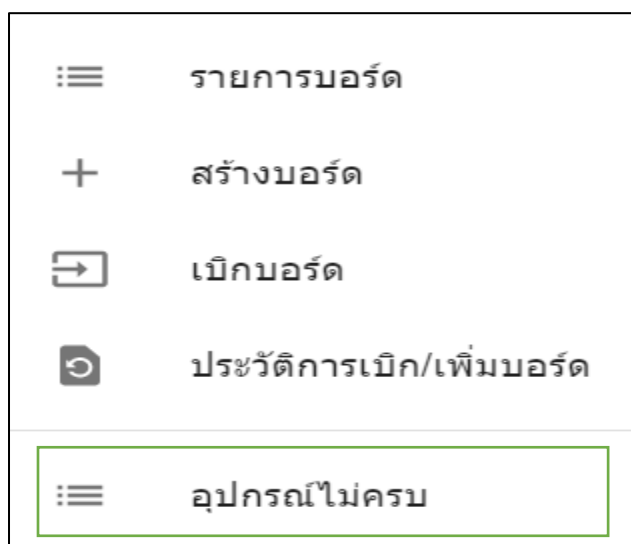 รายการบอร์ด
สร้างบอร์ด
เบิกบอร์ด
ประวัติการเบิก/เพิ่มบอร์ด
อุปกรณ์ไม่ครบ